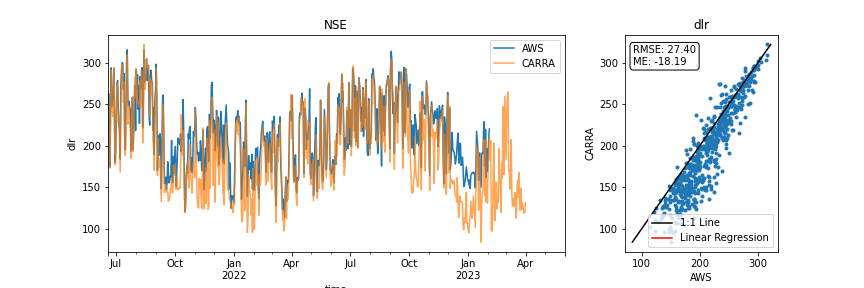 NSE
dlr
AWS
CARRA
RMSE: 27.40
ME: -18.19
300
250
200
150
100
dlr
Jul
Oct
Jan
2022
Apr
Jul
Oct
Jan
2023
Apr
time
300
250
200
150
100
CARRA
1:1 Line
Linear Regression
100
200
300
AWS